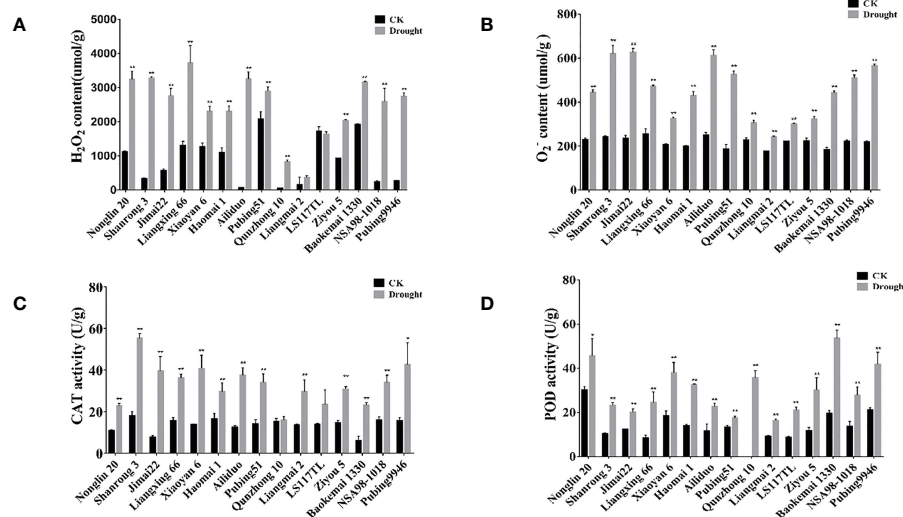 A
CK
Drought
H2O2 content(umol/g)
5000
4000
3000
2000
1000
0
Nonglin 20
Shanrong 3
Jimai22
Liangxing 66
Xiaoyan 6
Haomai 1
Ailiduo
Pubing51
Qunzhong 10
Liangmai 2
LS117TL
Ziyou 5
Baokemai 1330
NSA98-1018
Pubing9946
B
CK
Drought
O2- content (umol/g)
800
600
400
200
0
Nonglin 20
Shanrong 3
Jimai22
Liangxing 66
Xiaoyan 6
Haomai 1
Ailiduo
Pubing51
Qunzhong 10
Liangmai 2
LS117TL
Ziyou 5
Baokemai 1330
NSA98-1018
Pubing9946
C
CK
Drought
CAT activity (U/g)
80
60
40
20
0
Nonglin 20
Shanrong 3
Jimai22
Liangxing 66
Xiaoyan 6
Haomai 1
Ailiduo
Pubing51
Qunzhong 10
Liangmai 2
LS117TL
Ziyou 5
Baokemai 1330
NSA98-1018
Pubing9946
D
CK
Drought
POD activity (U/g)
80
60
40
20
0
Nonglin 20
Shanrong 3
Jimai22
Liangxing 66
Xiaoyan 6
Haomai 1
Ailiduo
Pubing51
Qunzhong 10
Liangmai 2
LS117TL
Ziyou 5
Baokemai 1330
NSA98-1018
Pubing9946